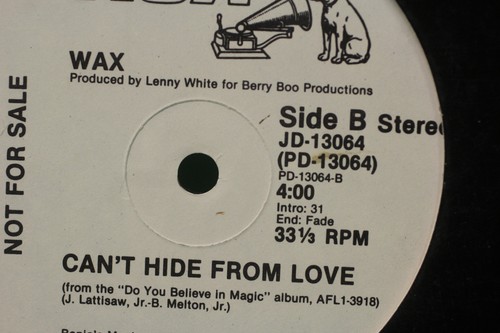 RCA
WAX
Produced by Lenny White for Berry Boo Productions
NOT FOR SALE
Side B Stereo
JD-13064
(PD-13064)
PD-13064-B
4:00
Intro: 31
End: Fade
33⅓ RPM
CAN'T HIDE FROM LOVE
(from the "Do You Believe in Magic" album, AFL1-3918)
(J. Lattisaw, Jr.-B. Melton, Jr.)